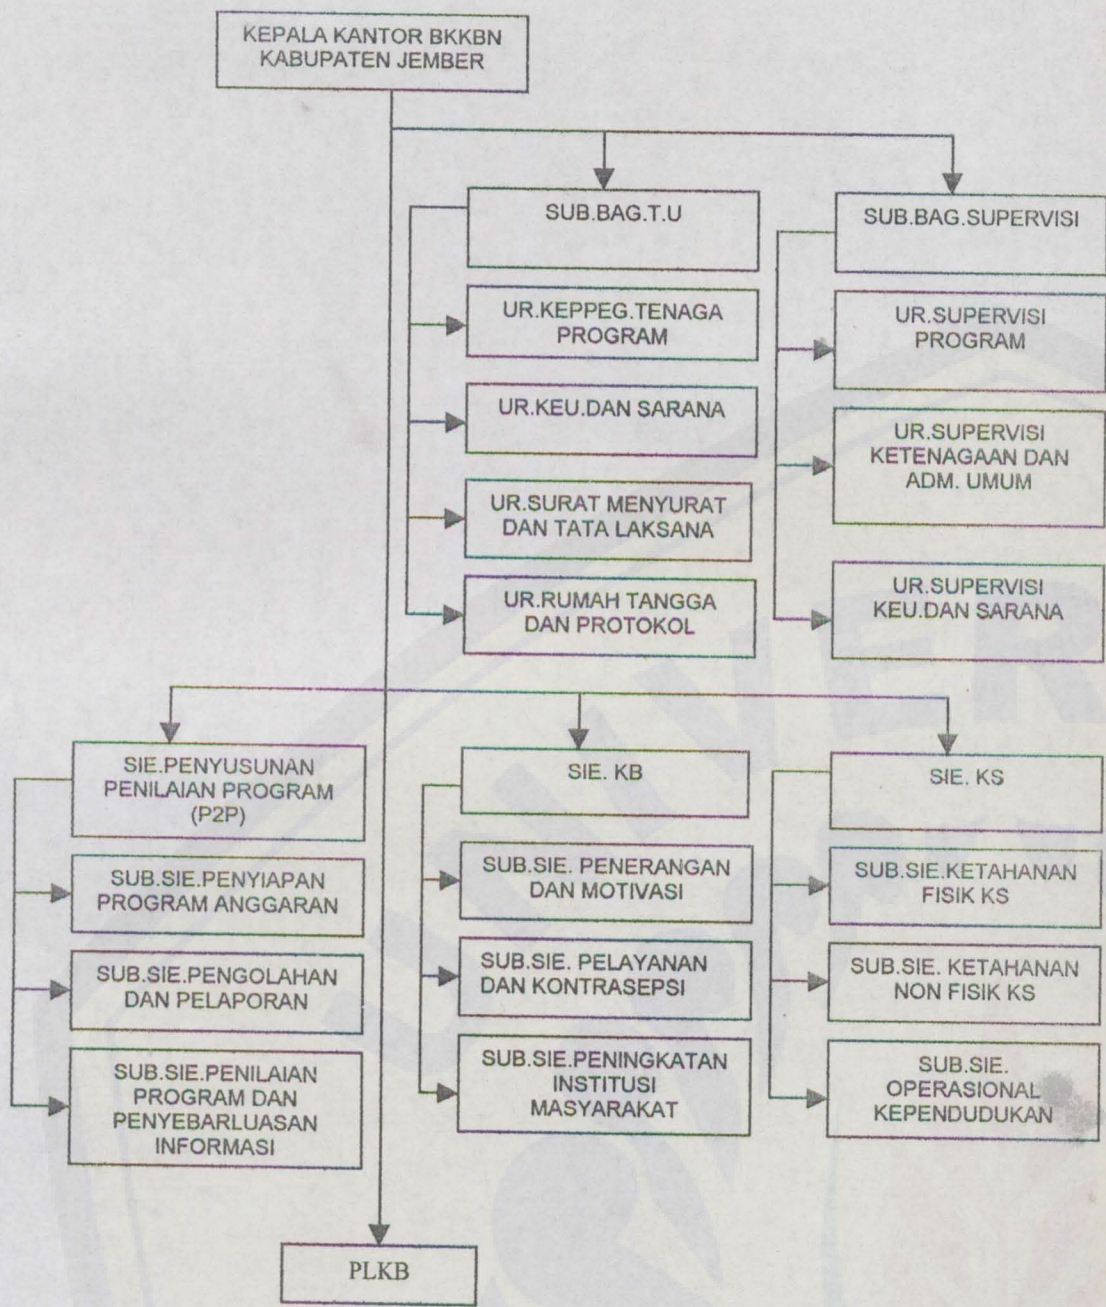 KEPALA KANTOR BKKBN
KABUPATEN JEMBER
SUB.BAG.T.U
SUB.BAG.SUPERVISI
UR.KEPPEG.TENAGA
PROGRAM
UR.KEU.DAN SARANA
UR.SURAT MENYURAT
DAN TATA LAKSANA
UR.RUMAH TANGGA
DAN PROTOKOL
UR.SUPERVISI
PROGRAM
UR.SUPERVISI
KETENAGAAN DAN
ADM. UMUM
UR.SUPERVISI
KEU.DAN SARANA
SIE.PENYUSUNAN
PENILAIAN PROGRAM
(P2P)
SUB.SIE.PENYIAPAN
PROGRAM ANGGARAN
SUB.SIE.PENGOLAHAN
DAN PELAPORAN
SUB.SIE.PENILAIAN
PROGRAM DAN
PENYEBARLUASAN
INFORMASI
SIE. KB
SUB.SIE. PENERANGAN
DAN MOTIVASI
SUB.SIE. PELAYANAN
DAN KONTRASEPSI
SUB.SIE.PENINGKATAN
INSTITUSI
MASYARAKAT
SIE. KS
SUB.SIE.KETAHANAN
FISIK KS
SUB.SIE. KETAHANAN
NON FISIK KS
SUB.SIE.
OPERASIONAL
KEPENDUDUKAN
PLKB